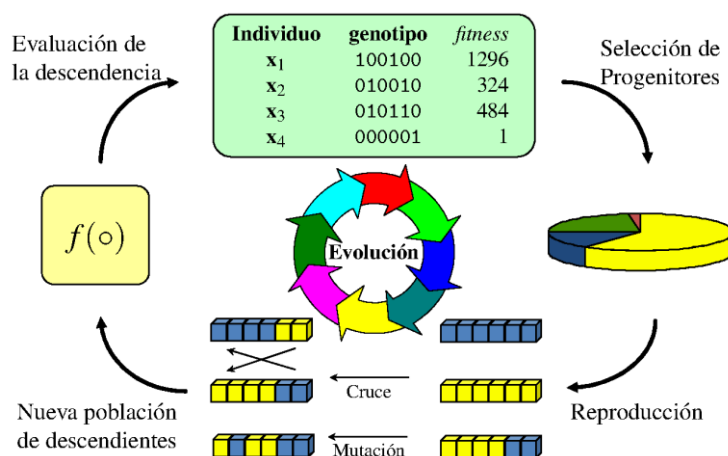 Evaluación de
la descendencia
Individuo genotipo fitness
x1 100100 1296
x2 010010 324
x3 010110 484
x4 000001 1
Selección de
Progenitores
f(○)
Evolución
Cruce
Mutación
Nueva población
de descendientes
Reproducción